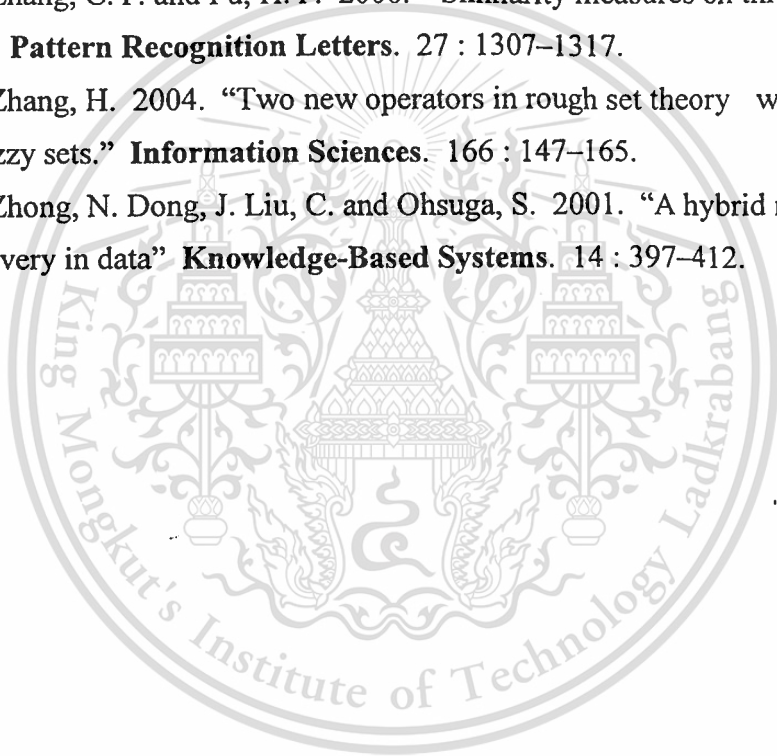 Pattern Recognition Letters. 27 : 1307–1317.
Zhang, H. 2004. “Two new operators in rough set theory w
zzy sets.” Information Sciences. 166 : 147–165.
Zhong, N. Dong, J. Liu, C. and Ohsuga, S. 2001. “A hybrid
very in data” Knowledge-Based Systems. 14 : 397–412.
King Mongkut's Institute of Technology Ladkrabang